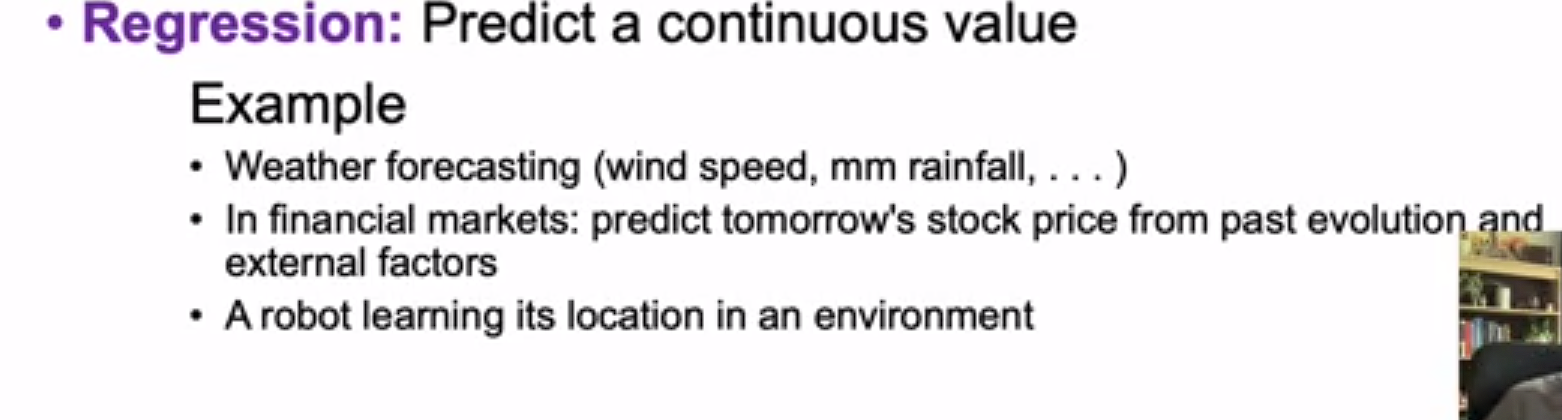 • Regression: Predict a continuous value
Example
• Weather forecasting (wind speed, mm rainfall, . . . )
• In financial markets: predict tomorrow's stock price from past evolution and
external factors
• A robot learning its location in an environment